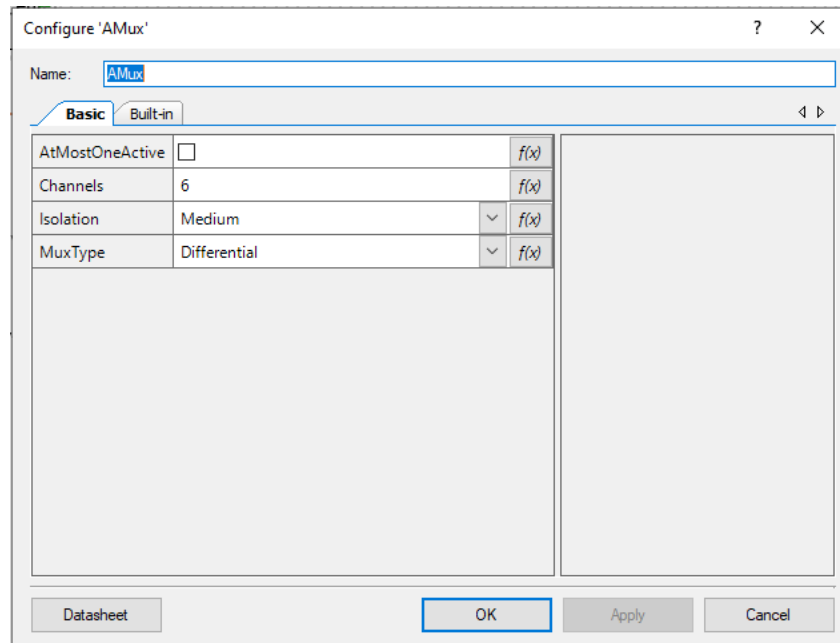 Configure 'AMux'
?
Name: AMux
Basic Built-in
AtMostOneActive f(x)
Channels 6 f(x)
Isolation Medium f(x)
MuxType Differential f(x)
Datasheet OK Apply Cancel